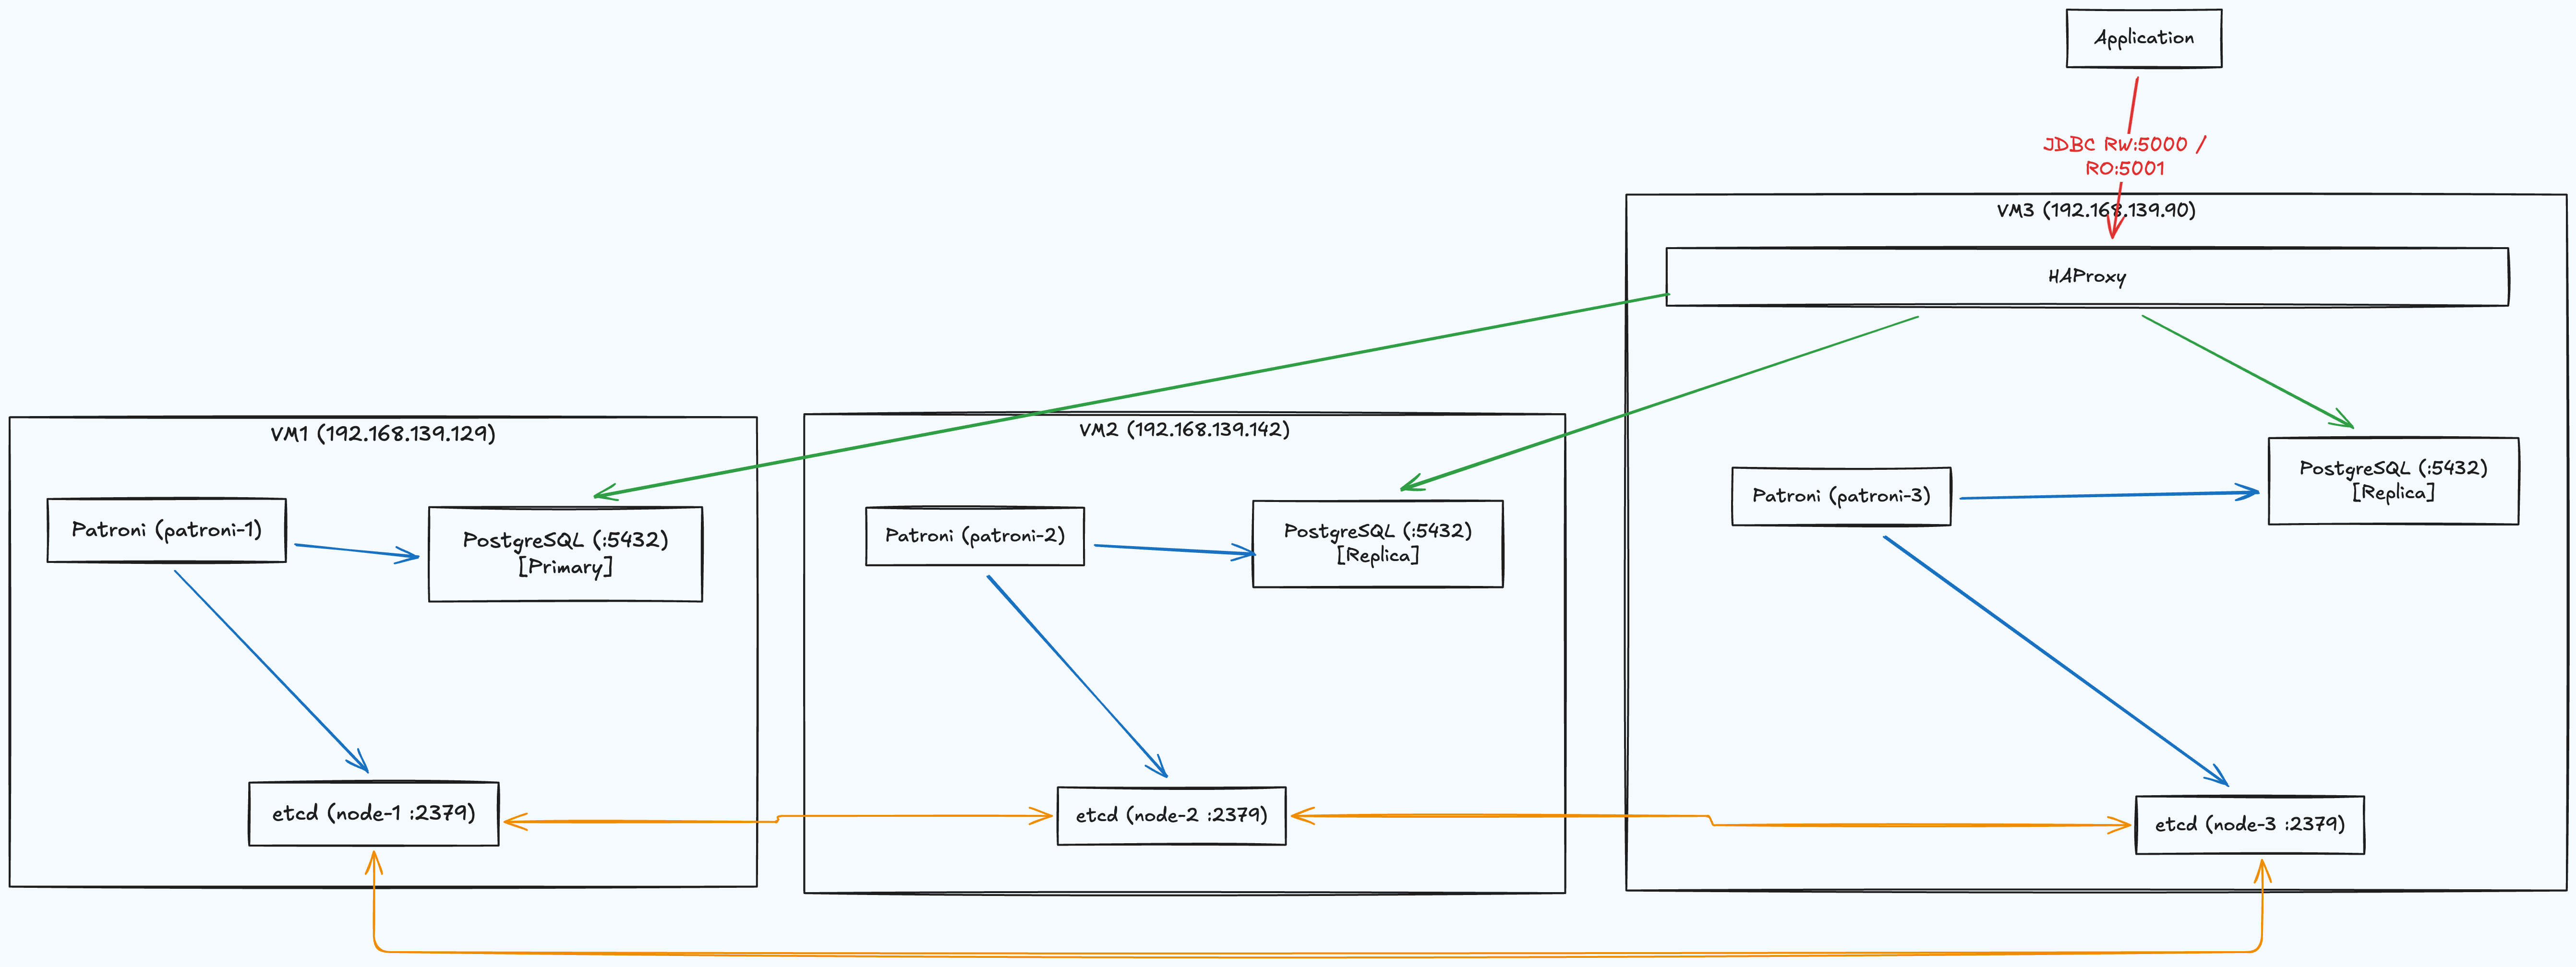 Application
JDBC RW:5000 /
RO:5001
VM3 (192.168.139.90)
HAProxy
VM1 (192.168.139.129)
VM2 (192.168.139.142)
Patroni (patroni-1)
PostgreSQL (:5432)
[Primary]
Patroni (patroni-2)
PostgreSQL (:5432)
[Replica]
Patroni (patroni-3)
PostgreSQL (:5432)
[Replica]
etcd (node-1 :2379)
etcd (node-2 :2379)
etcd (node-3 :2379)